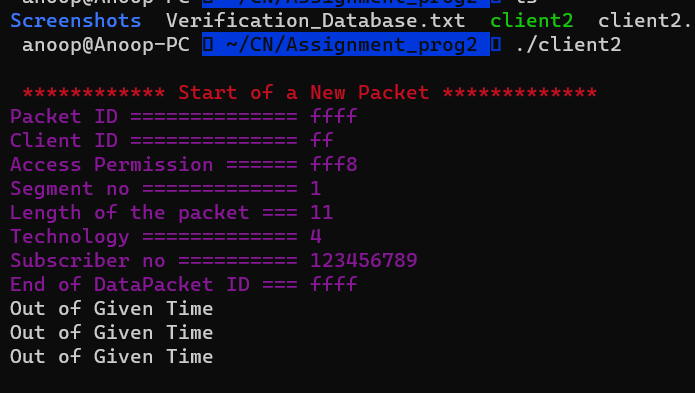 anoop@Anoop-PC ~/CN/Assignment_prog2 ls
Screenshots Verification_Database.txt client2 client2.
anoop@Anoop-PC ~/CN/Assignment_prog2 ./client2
************ Start of a New Packet *************
Packet ID ============== ffff
Client ID ============== ff
Access Permission ====== fff8
Segment no ============= 1
Length of the packet === 11
Technology ============= 4
Subscriber no ========== 123456789
End of DataPacket ID === ffff
Out of Given Time
Out of Given Time
Out of Given Time